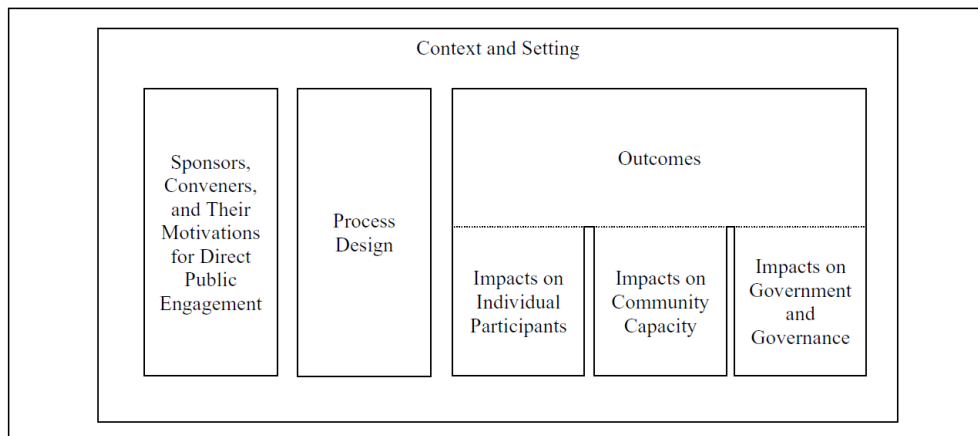 Context and Setting
Sponsors,
Conveners,
and Their
Motivations
for Direct
Public
Engagement
Process
Design
Outcomes
Impacts on
Individual
Participants
Impacts on
Community
Capacity
Impacts on
Government
and
Governance